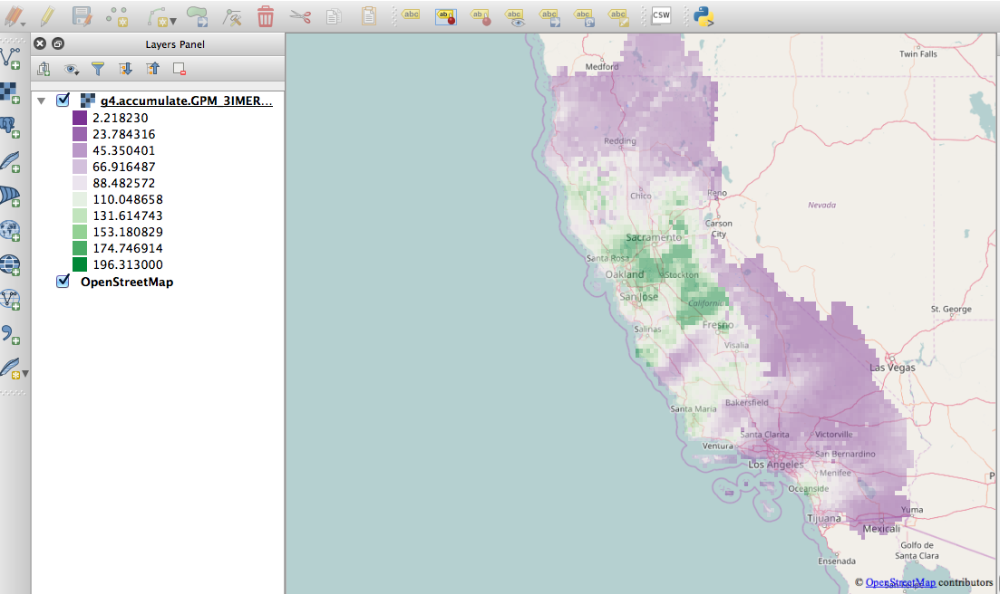 abc
abc
ab
abc
abc
abc
abc
CSW
Layers Panel
g4.accumulate.GPM_3IMER...
2.218230
23.784316
45.350401
66.916487
88.482572
110.048658
131.614743
153.180829
174.746914
196.313000
OpenStreetMap
Medford
Twin Falls
Redding
Chico
Reno
Nevada
Carson
City
Sacramento
Santa Rosa
Oakland
Stockton
San Jose
California
Salinas
Fresno
St. George
Visalia
Las Vegas
Bakersfield
Santa Maria
Santa Clarita
Victorville
Ventura
San Bernardino
Los Angeles
Menifee
Oceanside
Yuma
Tijuana
Mexicali
Golfo de
Santa Clara
Ensenada
© OpenStreetMap contributors